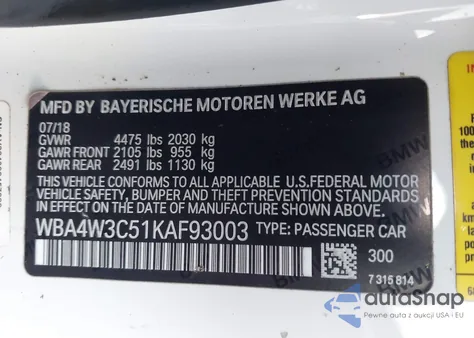 MFD BY BAYERISCHE MOTOREN WERKE AG
07/18
GVWR 4475 lbs 2030 kg
GAWR FRONT 2105 lbs 955 kg
GAWR REAR 2491 lbs 1130 kg
THIS VEHICLE CONFORMS TO ALL APPLICABLE U.S.FEDERAL MOTOR
VEHICLE SAFETY, BUMPER AND THEFT PREVENTION STANDARDS
IN EFFECT ON THE DATE OF MANUFACTURE SHOWN ABOVE.
WBA4W3C51KAF93003 TYPE: PASSENGER CAR
300
7315814
autoSnap
Pewne auta z aukcji USA i EU